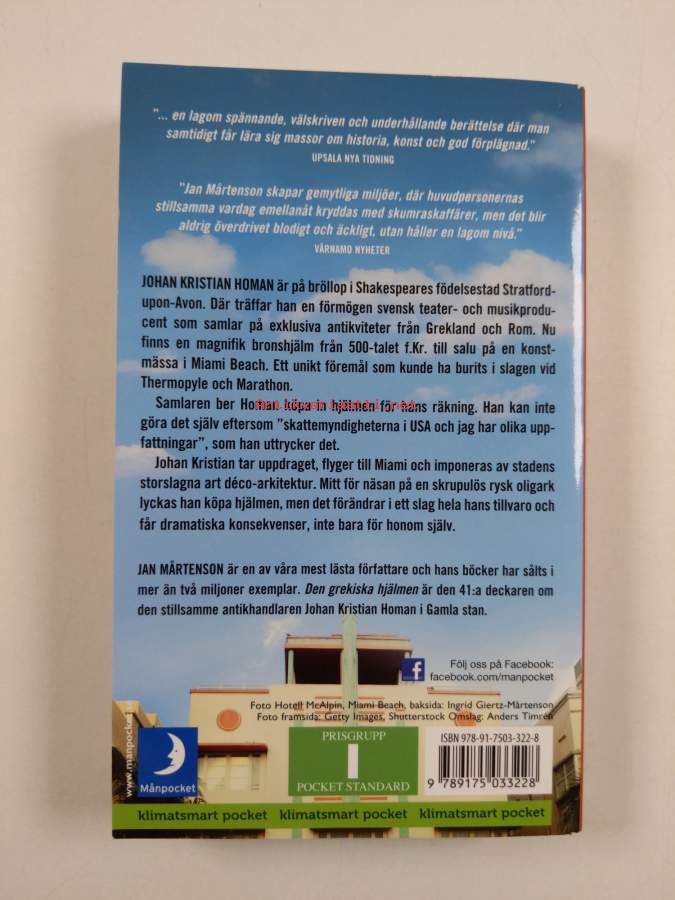 "... en lagom spännande, välskriven och underhållande berättelse där man
samtidigt får lära sig massor om historia, konst och god förplägnad."
UPSALA NYA TIDNING
"Jan Mårtenson skapar gemytliga miljöer, där huvudpersonernas
stillsamma vardag emellanåt kryddas med skumraskaffärer, men det blir
aldrig överdrivet blodigt och äckligt, utan håller en lagom nivå."
VÄRNAMO NYHETER
JOHAN KRISTIAN HOMAN är på bröllop i Shakespeares födelsestad Stratford-
upon-Avon. Där träffar han en förmögen svensk teater- och musikprodu-
cent som samlar på exklusiva antikviteter från Grekland och Rom. Nu
finns en magnifik bronshjälm från 500-talet f.Kr. till salu på en konst-
mässa i Miami Beach. Ett unikt föremål som kunde ha burits i slagen vid
Thermopyle och Marathon.
Samlaren ber Homan köpa in hjälmen för hans räkning. Han kan inte
göra det själv eftersom "skattemyndigheterna i USA och jag har olika upp-
fattningar", som han uttrycker det.
Johan Kristian tar uppdraget, flyger till Miami och imponeras av stadens
storslagna art déco-arkitektur. Mitt för näsan på en skrupulös rysk oligark
lyckas han köpa hjälmen, men det förändrar i ett slag hela hans tillvaro och
får dramatiska konsekvenser, inte bara för honom själv.
JAN MÅRTENSON är en av våra mest lästa författare och hans böcker har sålts i
mer än två miljoner exemplar. Den grekiska hjälmen är den 41:a deckaren om
den stillsamme antikhandlaren Johan Kristian Homan i Gamla stan.
f
Följ oss på Facebook:
facebook.com/manpocket
Foto Hotell McAlpin, Miami Beach, baksida: Ingrid Giertz-Mårtenson
Foto framsida: Getty Images, Shutterstock Omslag: Anders Timrén
www.manpocket.se
Månpocket
PRISGRUPP
POCKET STANDARD
ISBN 978-91-7503-322-8
9 789175 033228
klimatsmart pocket klimatsmart pocket klimatsmart pocket